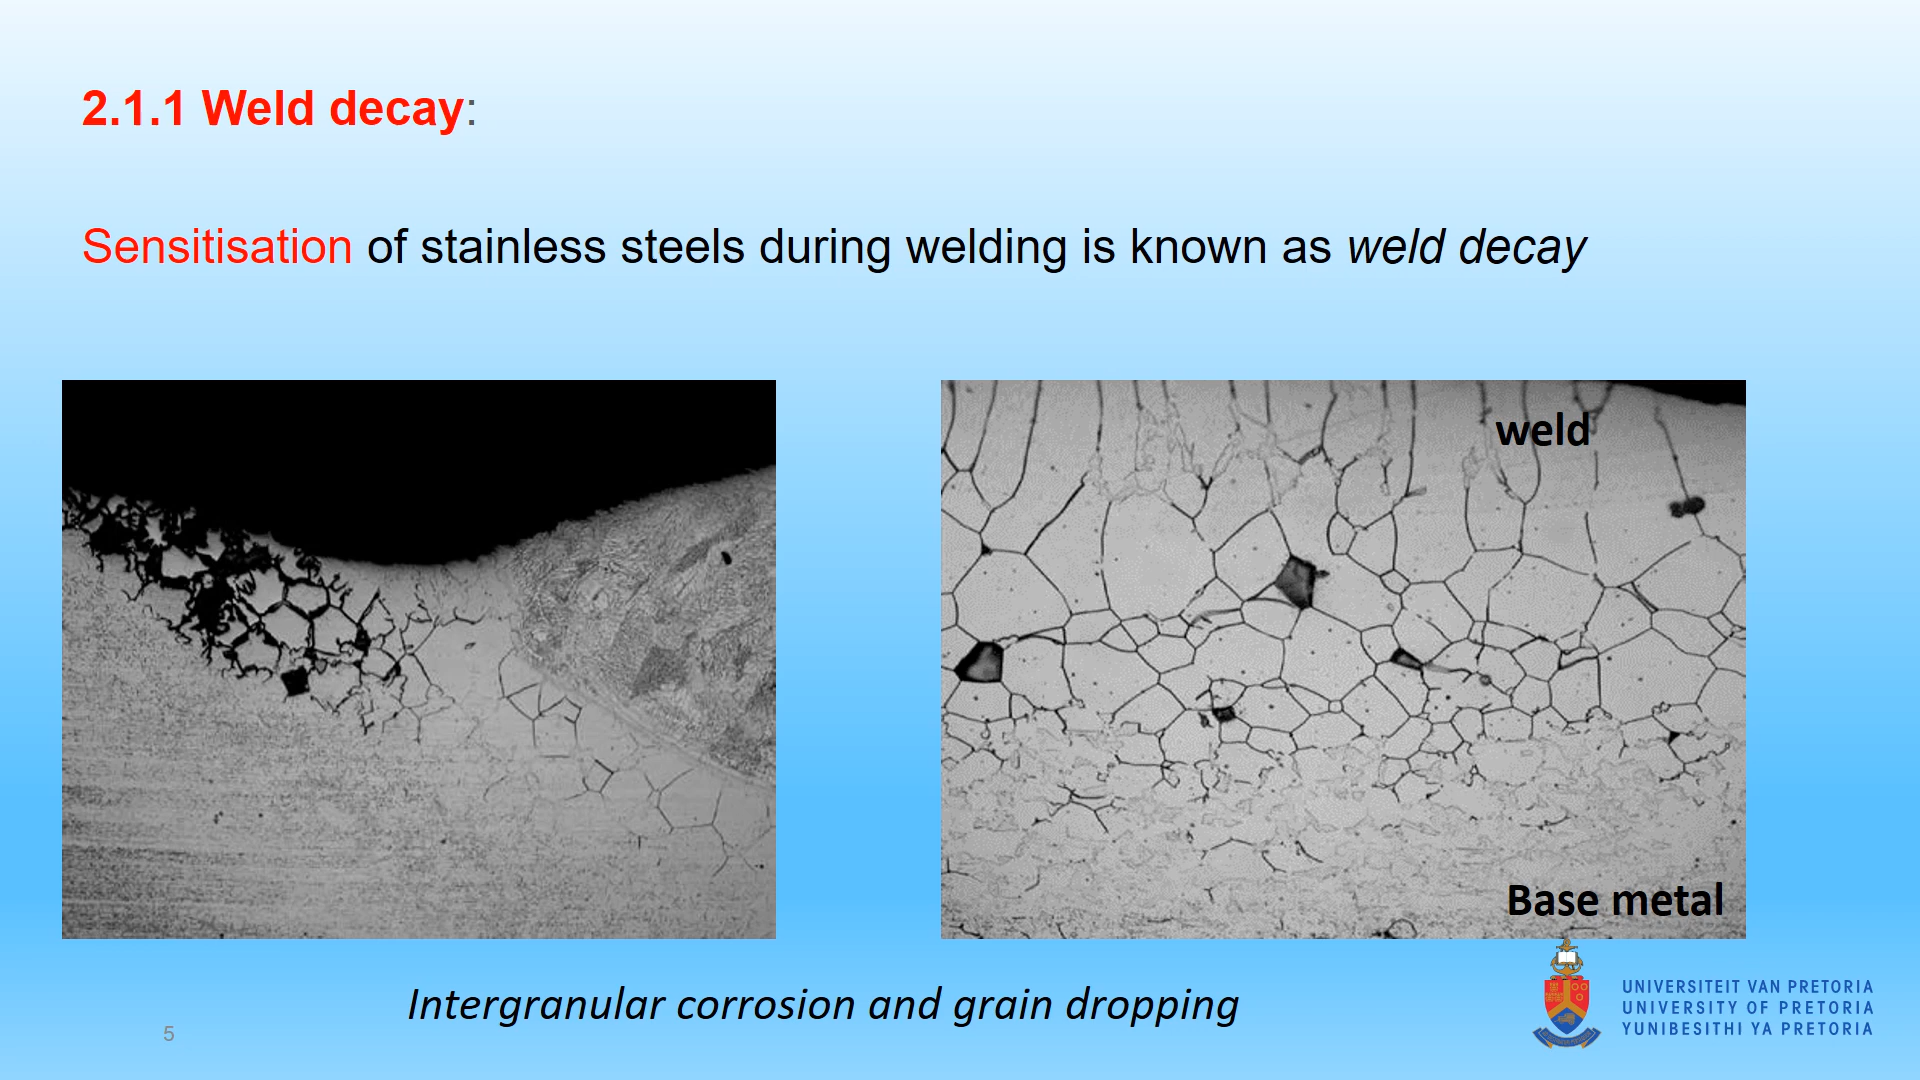 2.1.1 Weld decay:
Sensitisation of stainless steels during welding is known as weld decay
weld
Base metal
Intergranular corrosion and grain dropping
5
UNIVERSITEIT VAN PRETORIA
UNIVERSITY OF PRETORIA
YUNIBESITHI YA PRETORIA